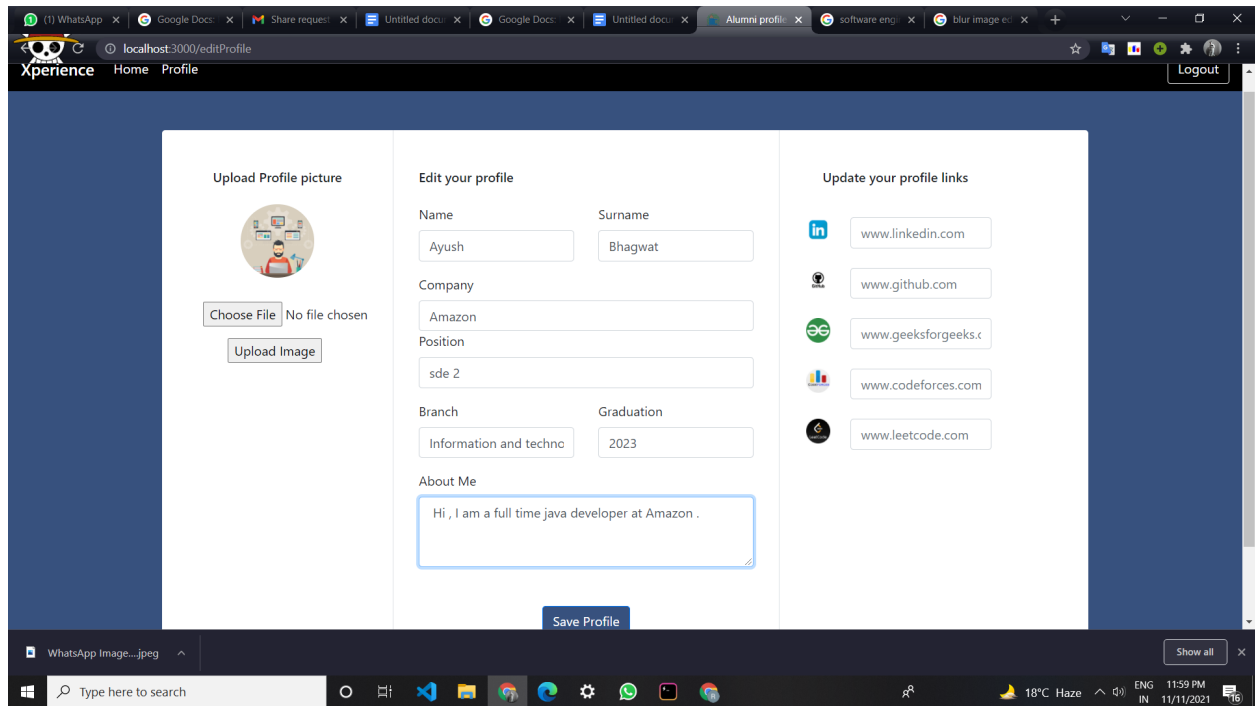 (1) WhatsApp
Google Docs:
Share request
Untitled docu
Google Docs:
Untitled docu
Alumni profile
software engi
blur image ed
localhost:3000/editProfile
Xperience Home Profile Logout
Upload Profile picture
Choose File No file chosen
Upload Image
Edit your profile
Name Surname
Ayush Bhagwat
Company
Amazon
Position
sde 2
Branch Graduation
Information and techno 2023
About Me
Hi , I am a full time java developer at Amazon .
Save Profile
Update your profile links
in www.linkedin.com
GitHub www.github.com
www.geeksforgeeks.c
www.codeforces.com
www.leetcode.com
WhatsApp Image....jpeg Show all
Type here to search
18°C Haze
ENG
IN
11:59 PM
11/11/2021
16